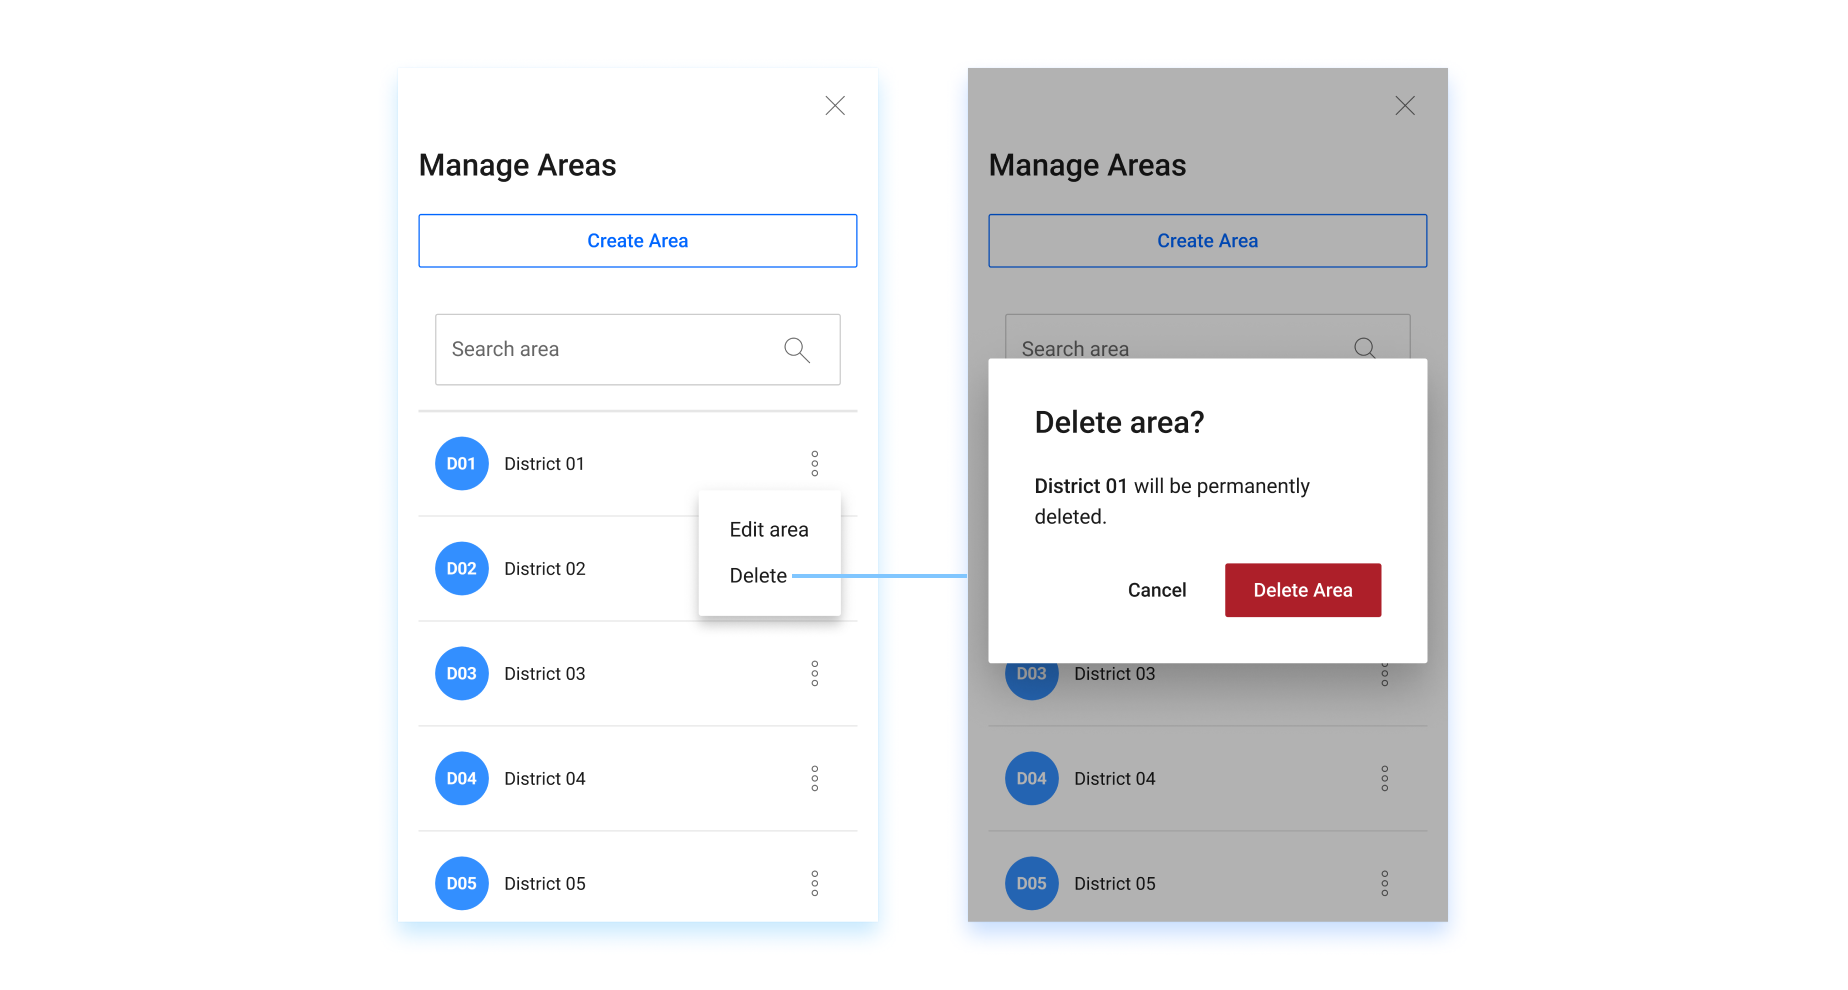 Manage Areas
Create Area
Search area
D01 District 01
Edit area
D02 District 02
Delete
D03 District 03
D04 District 04
D05 District 05
Manage Areas
Create Area
Search area
Delete area?
District 01 will be permanently
deleted.
Cancel
Delete Area
D03 District 03
D04 District 04
D05 District 05